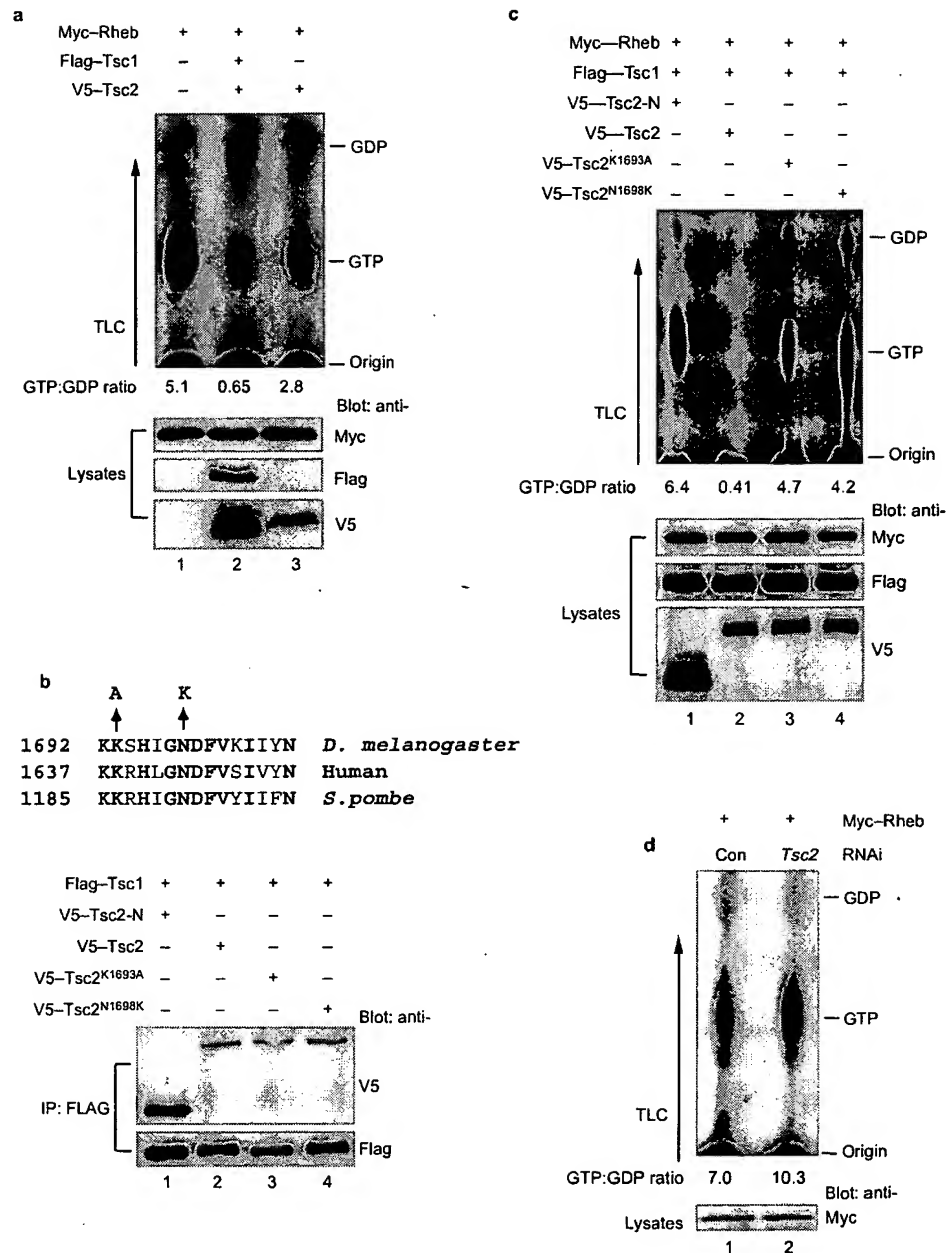 a
Myc–Rheb + + +
Flag–Tsc1 – + –
V5–Tsc2 – + +
GDP
GTP
TLC
Origin
GTP:GDP ratio 5.1 0.65 2.8
Blot: anti-
Myc
Lysates Flag
V5
1 2 3
b
A K
1692 KKSHIGNDFVKIIYN D. melanogaster
1637 KKRHLGNDFVSIVYN Human
1185 KKRHIGNDFVYIIFN S.pombe
Flag–Tsc1 + + + +
V5–Tsc2-N + – – –
V5–Tsc2 – + – –
V5–Tsc2K1693A – – + –
V5–Tsc2N1698K – – – +
Blot: anti-
V5
IP: FLAG
Flag
1 2 3 4
c
Myc—Rheb + + + +
Flag—Tsc1 + + + +
V5—Tsc2-N + – – –
V5—Tsc2 – + – –
V5–Tsc2K1693A – – + –
V5–Tsc2N1698K – – – +
GDP
GTP
TLC
Origin
GTP:GDP ratio 6.4 0.41 4.7 4.2
Blot: anti-
Myc
Flag
Lysates
V5
1 2 3 4
d
+ + Myc–Rheb
Con Tsc2 RNAi
GDP
GTP
TLC
Origin
GTP:GDP ratio 7.0 10.3
Blot: anti-
Lysates Myc
1 2